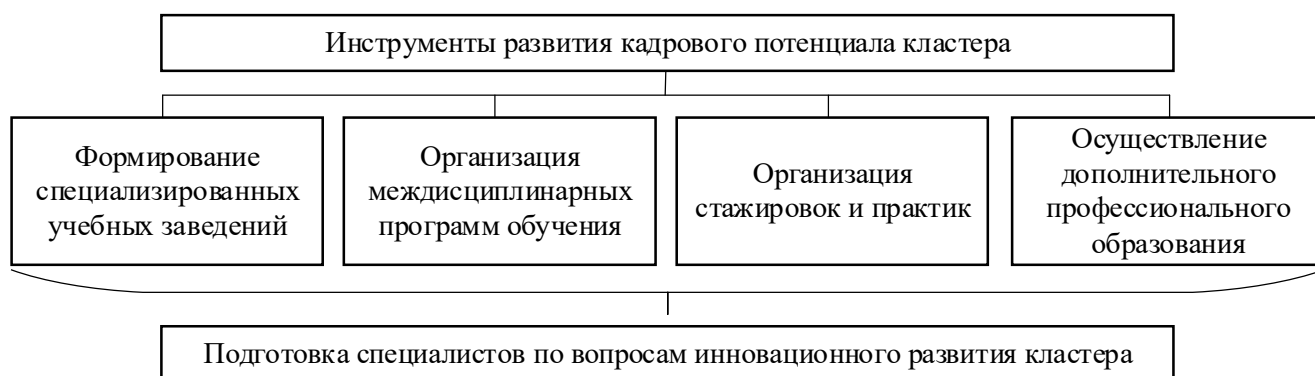 Инструменты развития кадрового потенциала кластера
Формирование
специализированных
учебных заведений
Организация
междисциплинарных
программ обучения
Организация
стажировок и практик
Осуществление
дополнительного
профессионального
образования
Подготовка специалистов по вопросам инновационного развития кластера